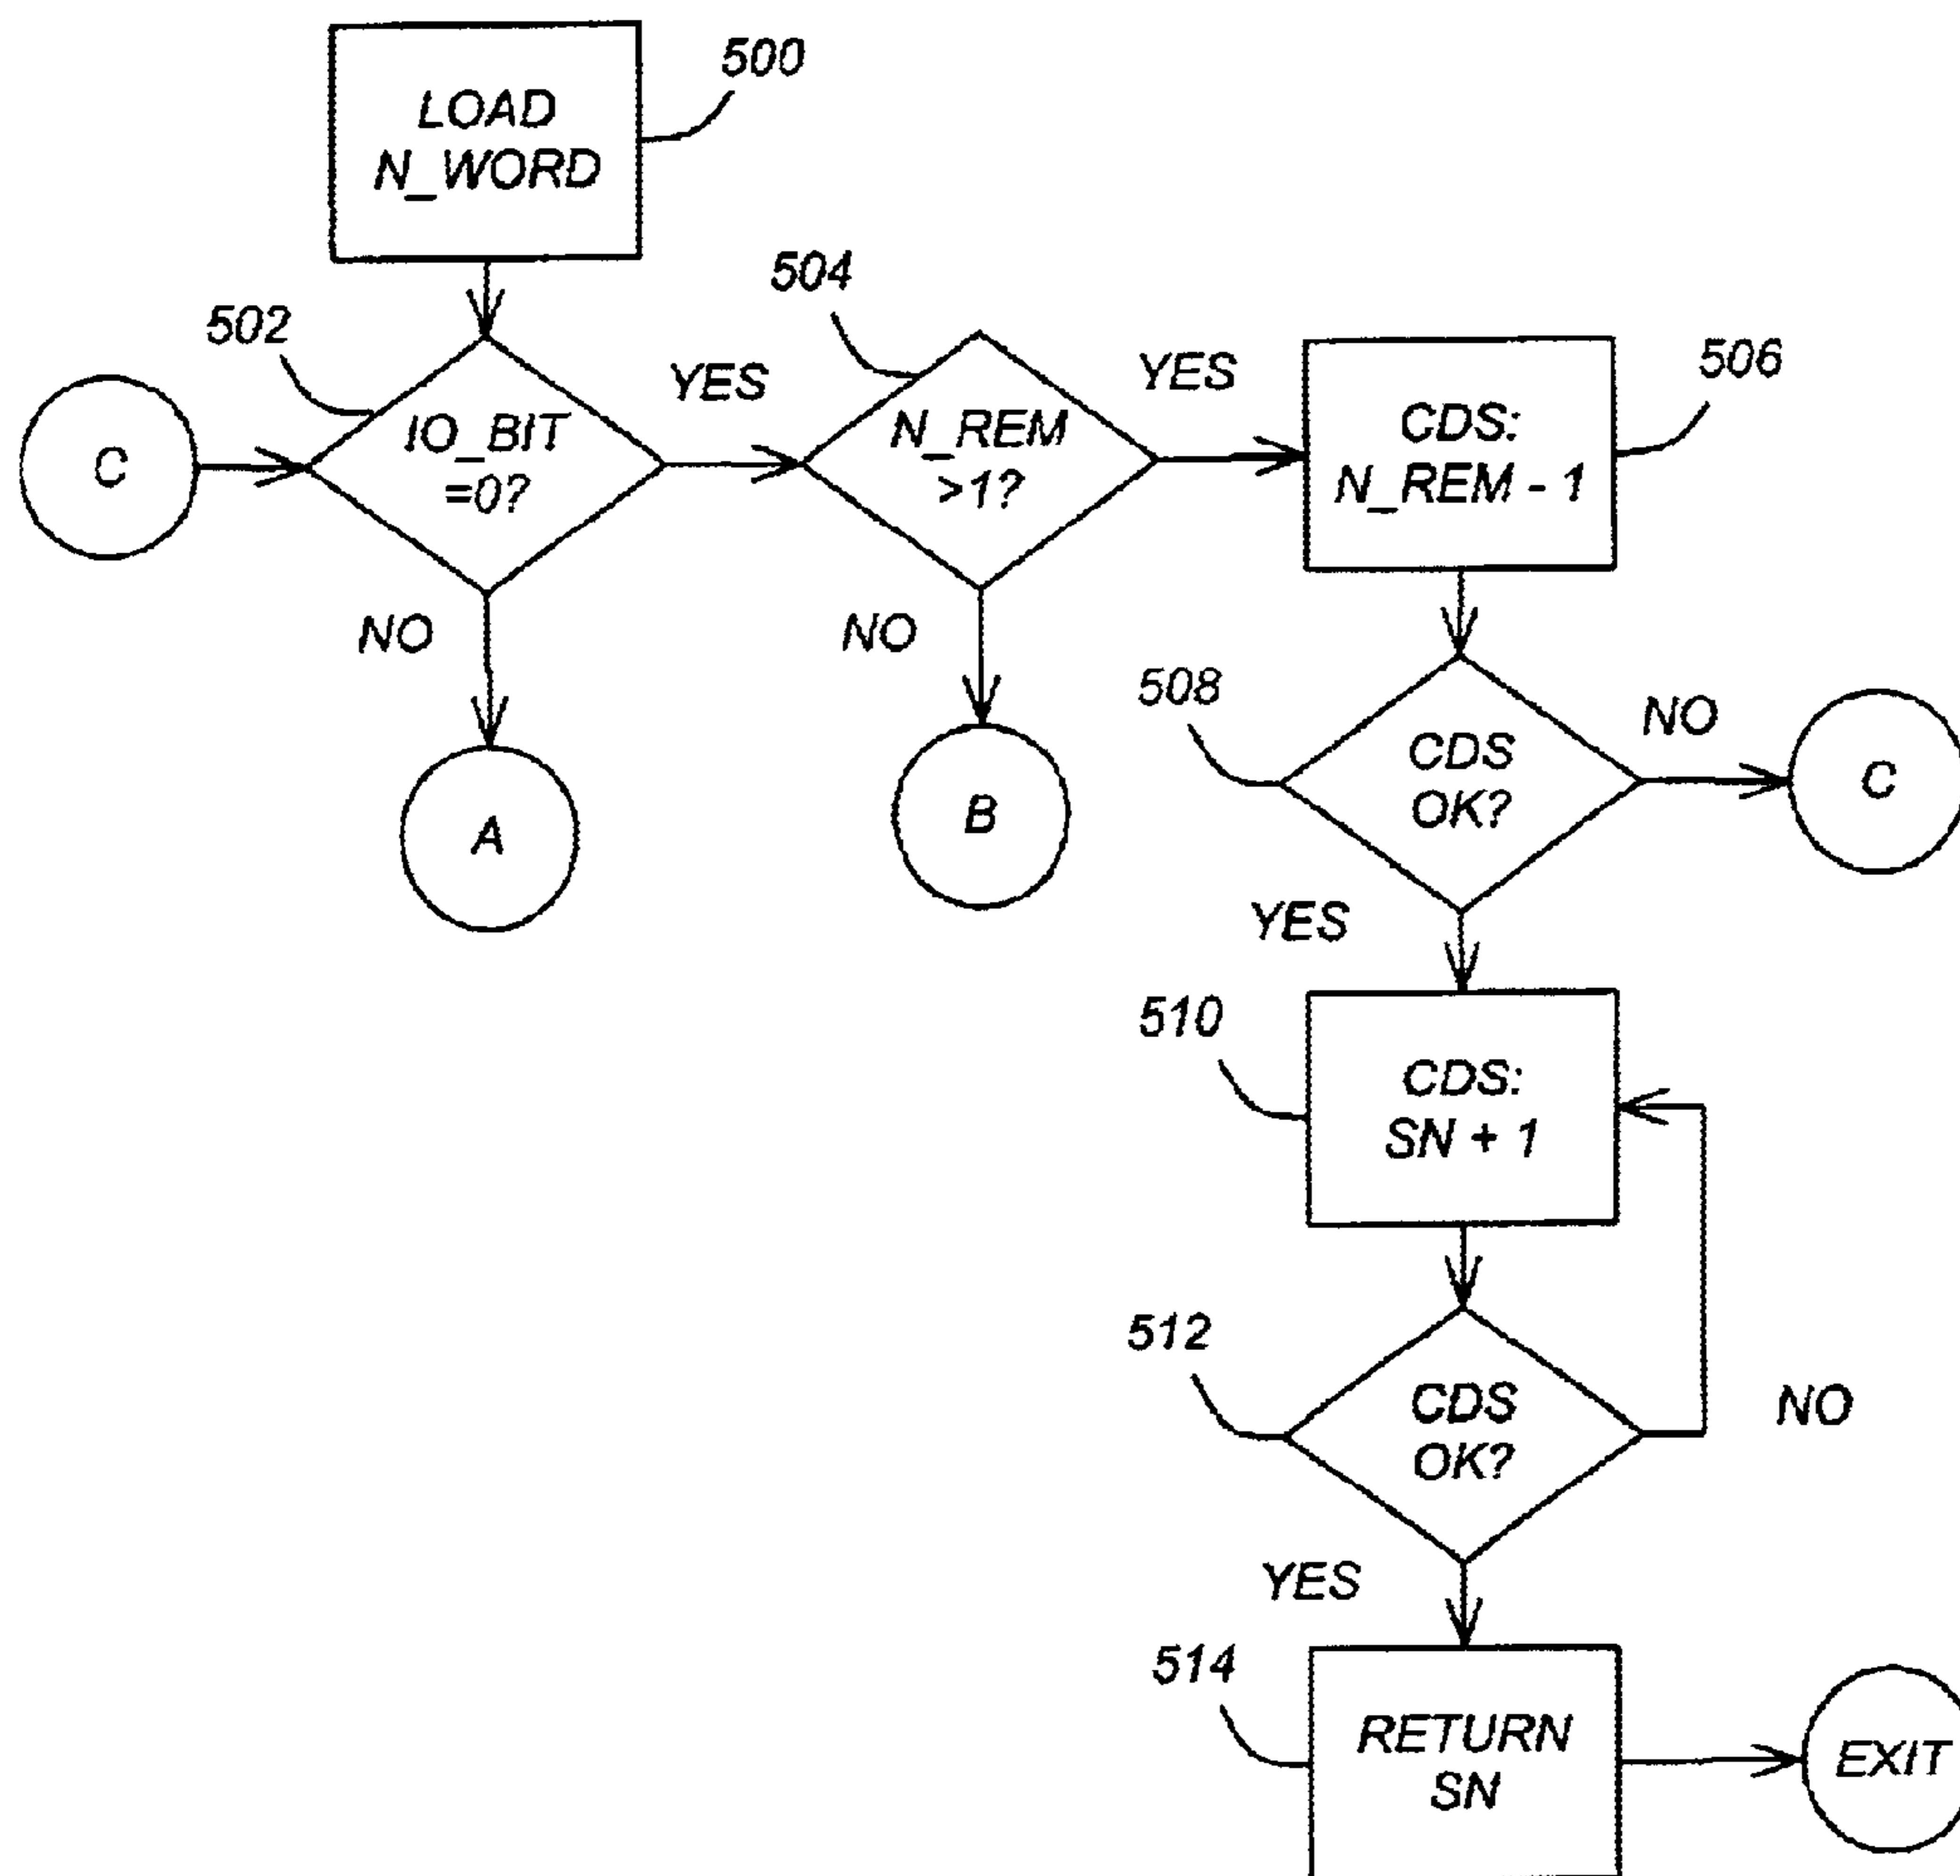 LOAD
N_WORD
500
502
C
IO_BIT
=0?
YES
NO
A
504
N_REM
>1?
YES
NO
B
CDS:
N_REM - 1
506
508
CDS
OK?
NO
C
YES
510
CDS:
SN + 1
512
CDS
OK?
NO
YES
514
RETURN
SN
EXIT